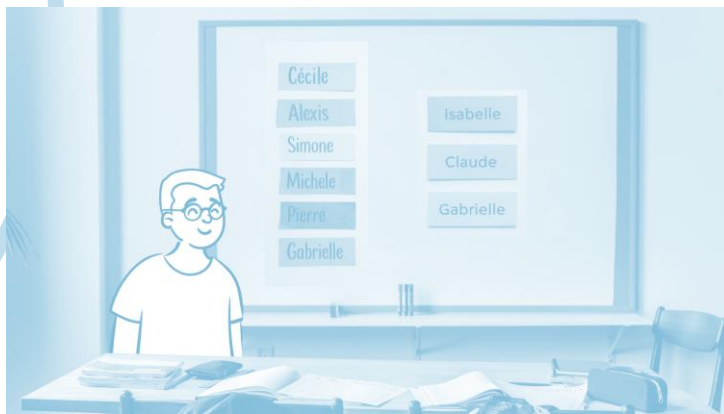 Cécile
Alexis
Simone
Michele
Pierre
Gabrielle
Isabelle
Claude
Gabrielle